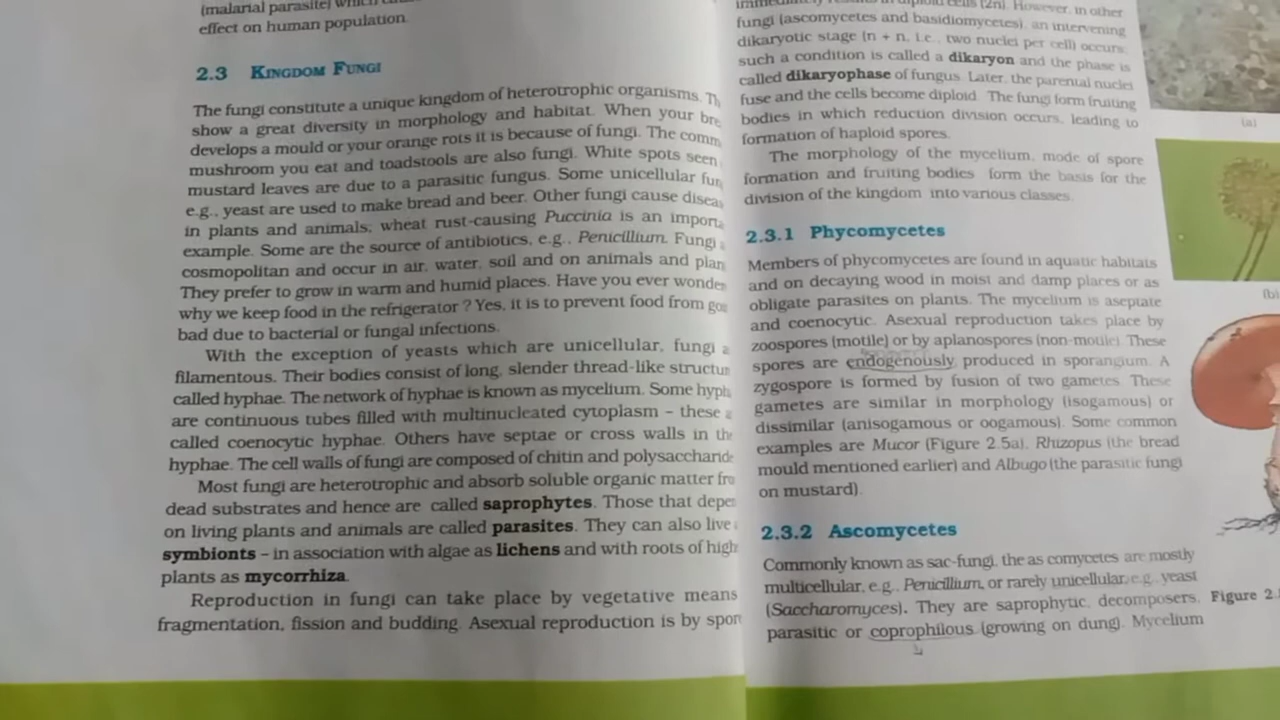 (malarial parasite) which
effect on human population.
2.3 KINGDOM FUNGI
The fungi constitute a unique kingdom of heterotrophic organisms.
show a great diversity in morphology and habitat. When your
develops a mould or your orange rots it is because of fungi. The
mushroom you eat and toadstools are also fungi. White spots seen
mustard leaves are due to a parasitic fungus. Some unicellular
e.g., yeast are used to make bread and beer. Other fungi cause
in plants and animals; wheat rust-causing Puccinia is an
example. Some are the source of antibiotics, e.g., Penicillium. Fungi
cosmopolitan and occur in air, water, soil and on animals and
They prefer to grow in warm and humid places. Have you ever
why we keep food in the refrigerator ? Yes, it is to prevent food from
bad due to bacterial or fungal infections.
With the exception of yeasts which are unicellular, fungi
filamentous. Their bodies consist of long, slender thread-like
called hyphae. The network of hyphae is known as mycelium. Some
are continuous tubes filled with multinucleated cytoplasm – these
called coenocytic hyphae. Others have septae or cross walls in
hyphae. The cell walls of fungi are composed of chitin and
Most fungi are heterotrophic and absorb soluble organic matter
dead substrates and hence are called saprophytes. Those that
on living plants and animals are called parasites. They can also live
symbionts – in association with algae as lichens and with roots of
plants as mycorrhiza.
Reproduction in fungi can take place by vegetative means
fragmentation, fission and budding. Asexual reproduction is by
immediately results in diploid cells (2n). However, in other
fungi (ascomycetes and basidiomycetes), an intervening
dikaryotic stage (n + n, i.e., two nuclei per cell) occurs;
such a condition is called a dikaryon and the phase is
called dikaryophase of fungus. Later, the parental nuclei
fuse and the cells become diploid. The fungi form fruiting
bodies in which reduction division occurs, leading to
formation of haploid spores.
The morphology of the mycelium, mode of spore
formation and fruiting bodies form the basis for the
division of the kingdom into various classes.
2.3.1 Phycomycetes
Members of phycomycetes are found in aquatic habitats
and on decaying wood in moist and damp places or as
obligate parasites on plants. The mycelium is aseptate
and coenocytic. Asexual reproduction takes place by
zoospores (motile) or by aplanospores (non-motile). These
spores are endogenously produced in sporangium. A
zygospore is formed by fusion of two gametes. These
gametes are similar in morphology (isogamous) or
dissimilar (anisogamous or oogamous). Some common
examples are Mucor (Figure 2.5a), Rhizopus (the bread
mould mentioned earlier) and Albugo (the parasitic fungi
on mustard).
2.3.2 Ascomycetes
Commonly known as sac-fungi, the as comycetes are mostly
multicellular, e.g., Penicillium, or rarely unicellular, e.g., yeast
(Saccharomyces). They are saprophytic, decomposers,
parasitic or coprophilous (growing on dung). Mycelium
(a)
(b)
Figure 2.